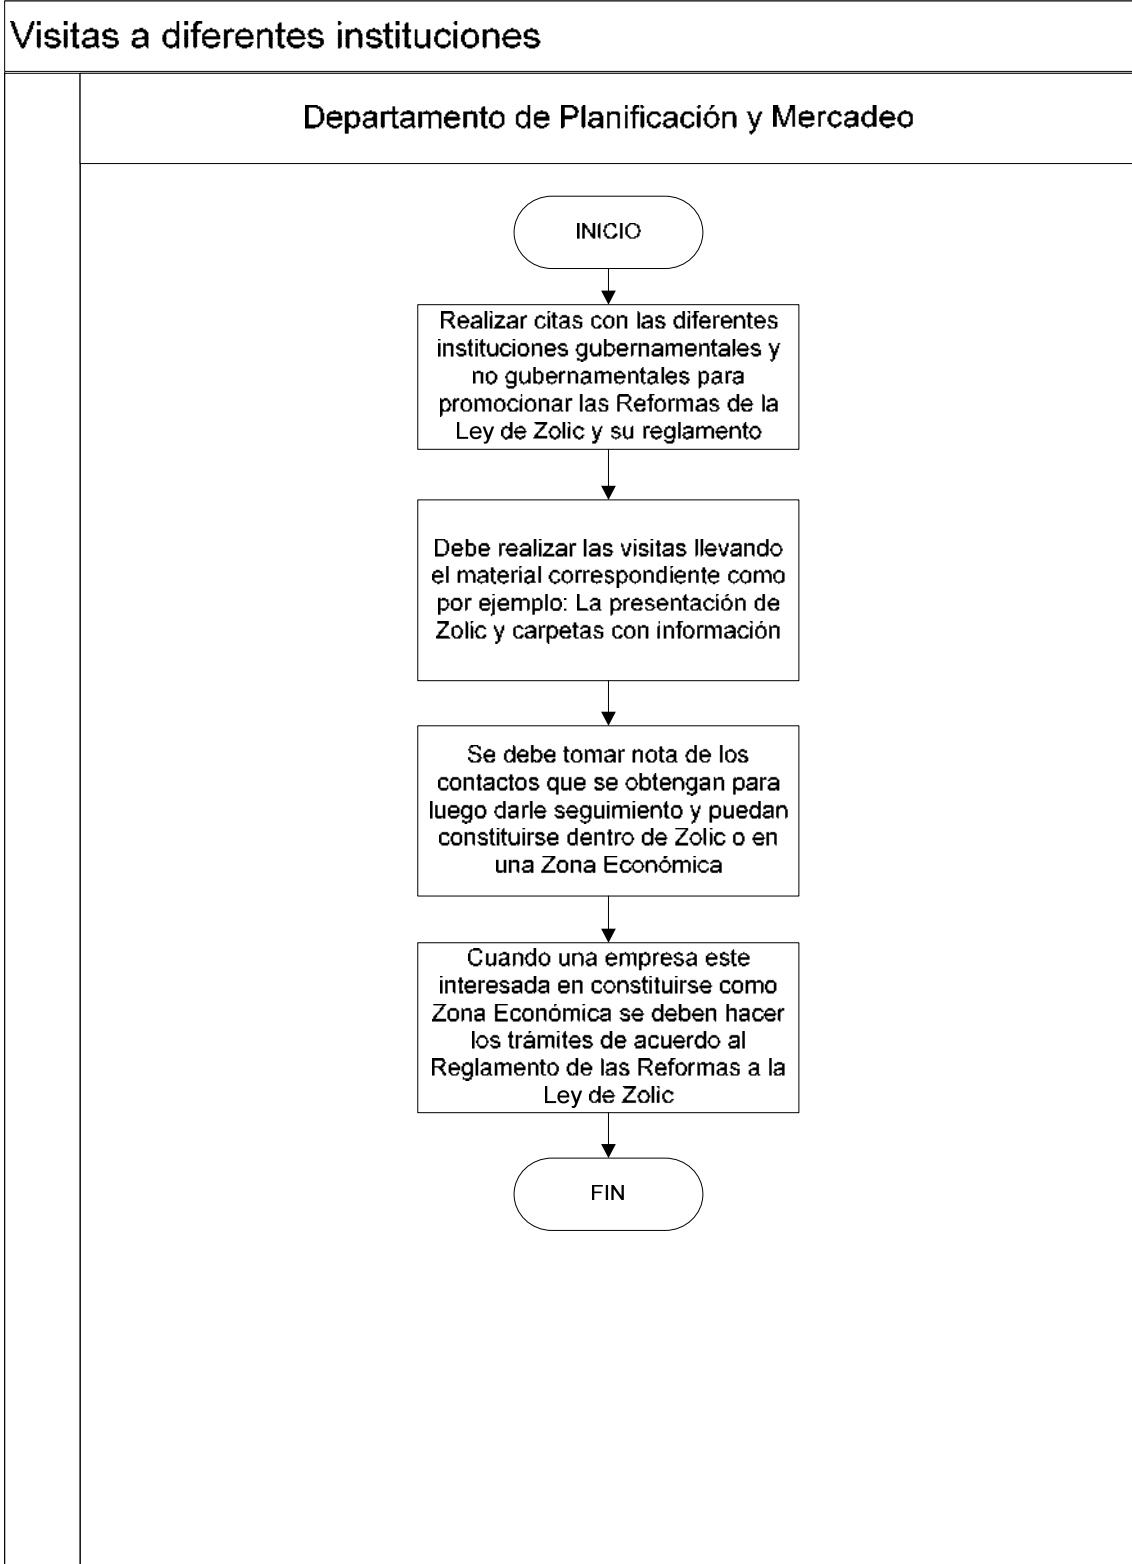 Visitas a diferentes instituciones
Departamento de Planificación y Mercadeo
INICIO
Realizar citas con las diferentes
instituciones gubernamentales y
no gubernamentales para
promocionar las Reformas de la
Ley de Zolic y su reglamento
Debe realizar las visitas llevando
el material correspondiente como
por ejemplo: La presentación de
Zolic y carpetas con información
Se debe tomar nota de los
contactos que se obtengan para
luego darle seguimiento y puedan
constituirse dentro de Zolic o en
una Zona Económica
Cuando una empresa este
interesada en constituirse como
Zona Económica se deben hacer
los trámites de acuerdo al
Reglamento de las Reformas a la
Ley de Zolic
FIN